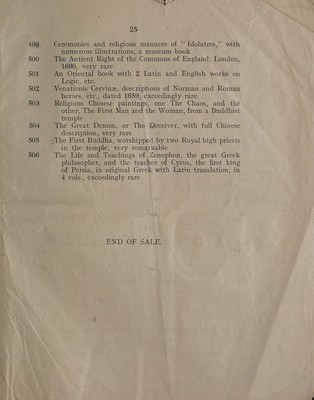 25
499 Ceremonies and religious manners of "Idolatres," with
numerous illustrations, a museum book
500 The Antient Right of the Commons of England, London,
1680, very rare
501 An Oriental book with 2 Latin and English works on
Logic, etc.
502 Venationis Cervinæ, descriptions of Norman and Roman
heroes, etc., dated 1659, exceedingly rare
503 Religious Chinese paintings, one The Chaos, and the
other, The First Man and the Woman, from a Buddhist
temple
504 The Great Demon, or The Deceiver, with full Chinese
description, very rare
505 The First Buddha, worshipped by two Royal high priests
in the temple, very remarkable
506 The Life and Teachings of Zenophon, the great Greek
philosopher, and the teacher of Cyrus, the first king
of Persia, in original Greek with Latin translation, in
4 vols., exceedingly rare
END OF SALE.